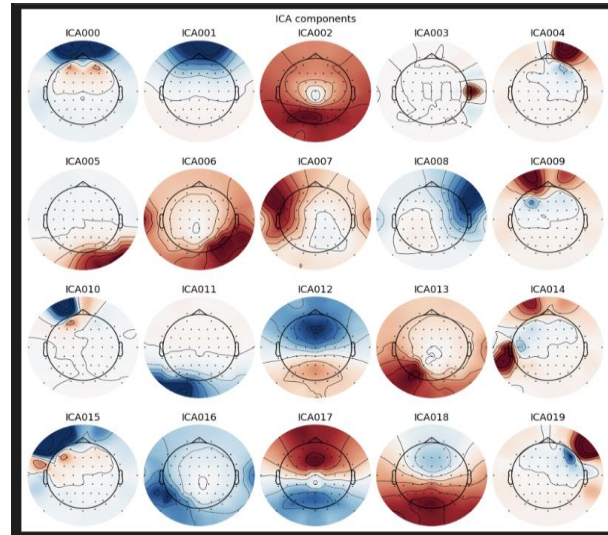 ICA components
ICA000 ICA001 ICA002 ICA003 ICA004
ICA005 ICA006 ICA007 ICA008 ICA009
ICA010 ICA011 ICA012 ICA013 ICA014
ICA015 ICA016 ICA017 ICA018 ICA019